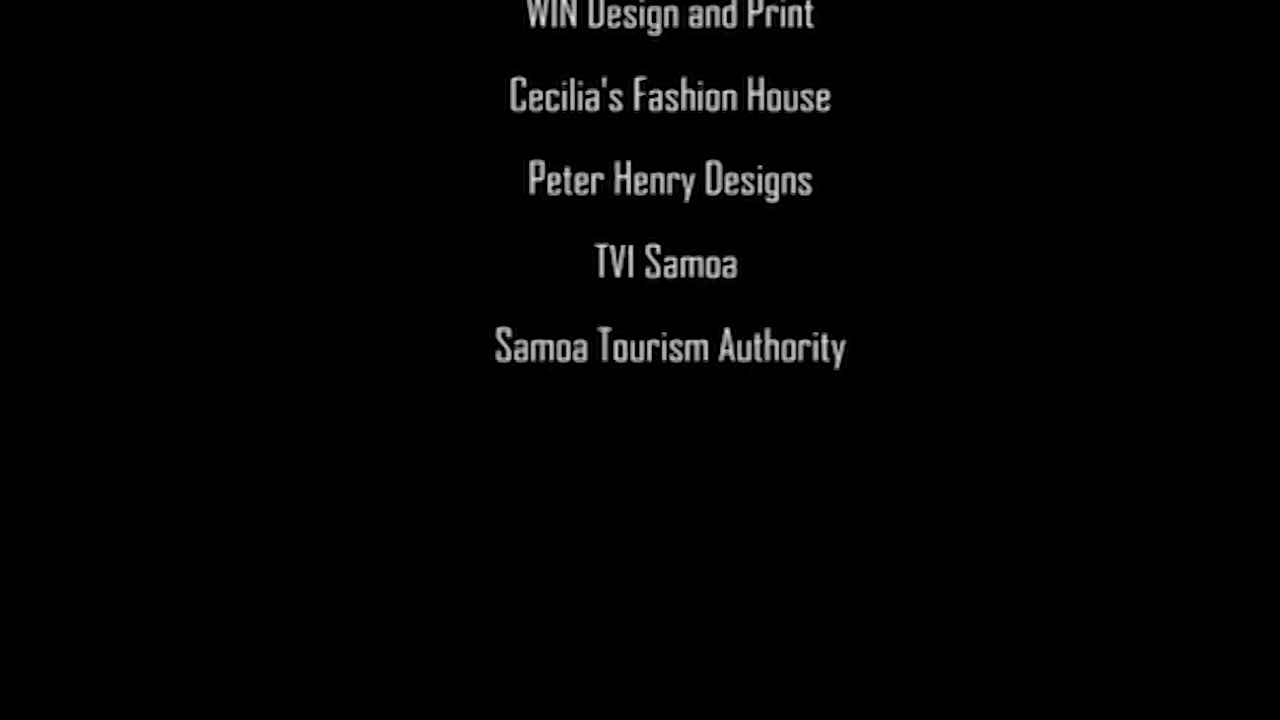 WIN Design and Print
Cecilia's Fashion House
Peter Henry Designs
TVI Samoa
Samoa Tourism Authority